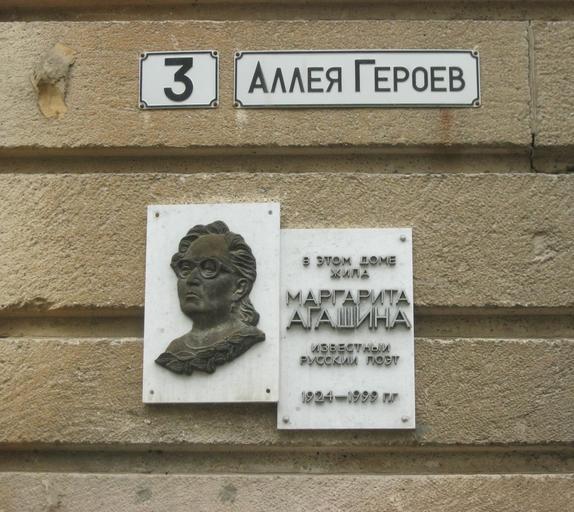 3
Аллея Героев
В ЭТОМ ДОМЕ
ЖИЛА
МАРГАРИТА
АГАШИНА
ИЗВЕСТНЫЙ
РУССКИЙ ПОЭТ
1924—1999 гг